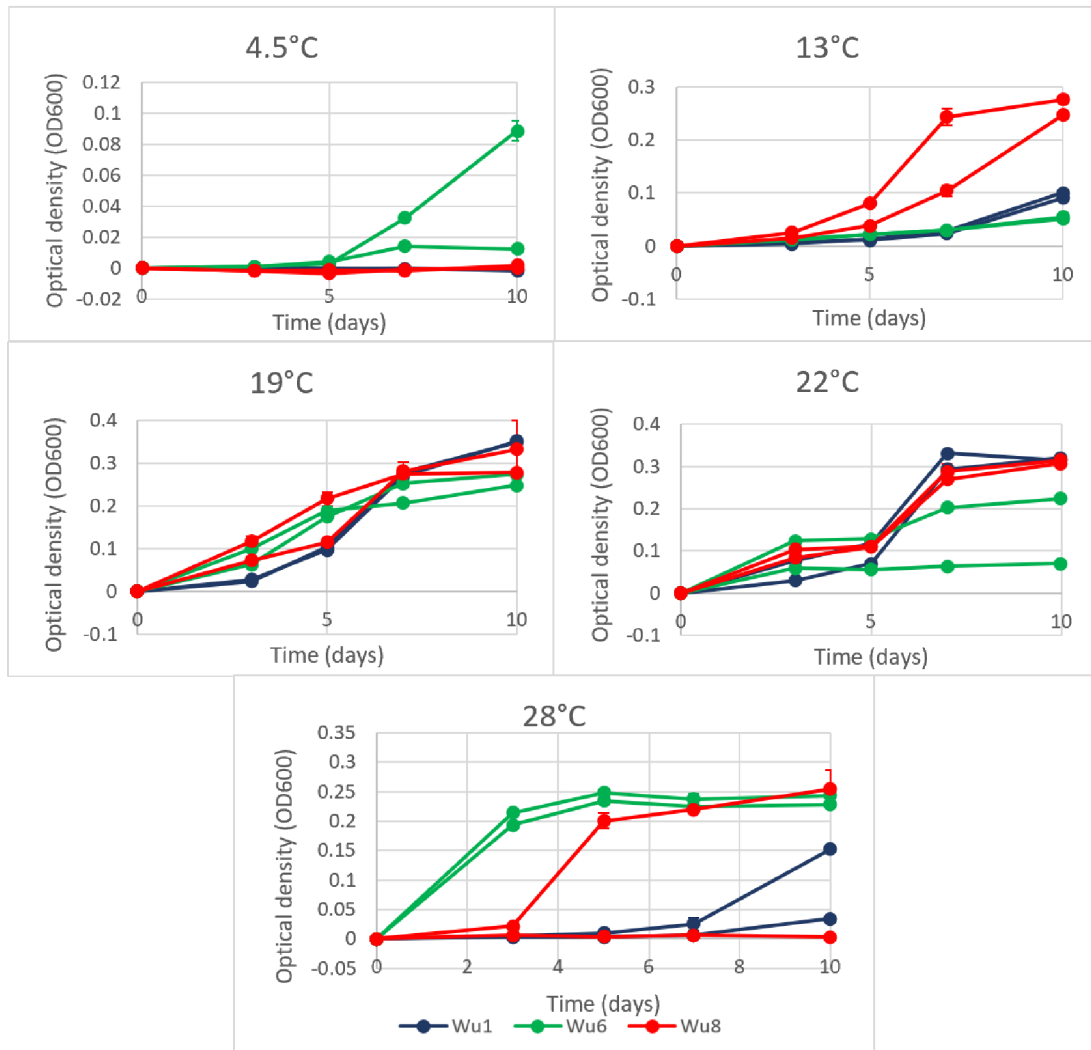 4.5°C
Optical density (OD600)
0.12
0.1
0.08
0.06
0.04
0.02
0
-0.02
0 5 10
Time (days)
13°C
Optical density (OD600)
0.3
0.2
0.1
0
-0.1
0 5 10
Time (days)
19°C
Optical density (OD600)
0.4
0.3
0.2
0.1
0
-0.1
0 5 10
Time (days)
22°C
Optical density (OD600)
0.4
0.3
0.2
0.1
0
-0.1
0 5 10
Time (days)
28°C
Optical density (OD600)
0.35
0.3
0.25
0.2
0.15
0.1
0.05
0
-0.05
0 2 4 6 8 10
Time (days)
Wu1 Wu6 Wu8